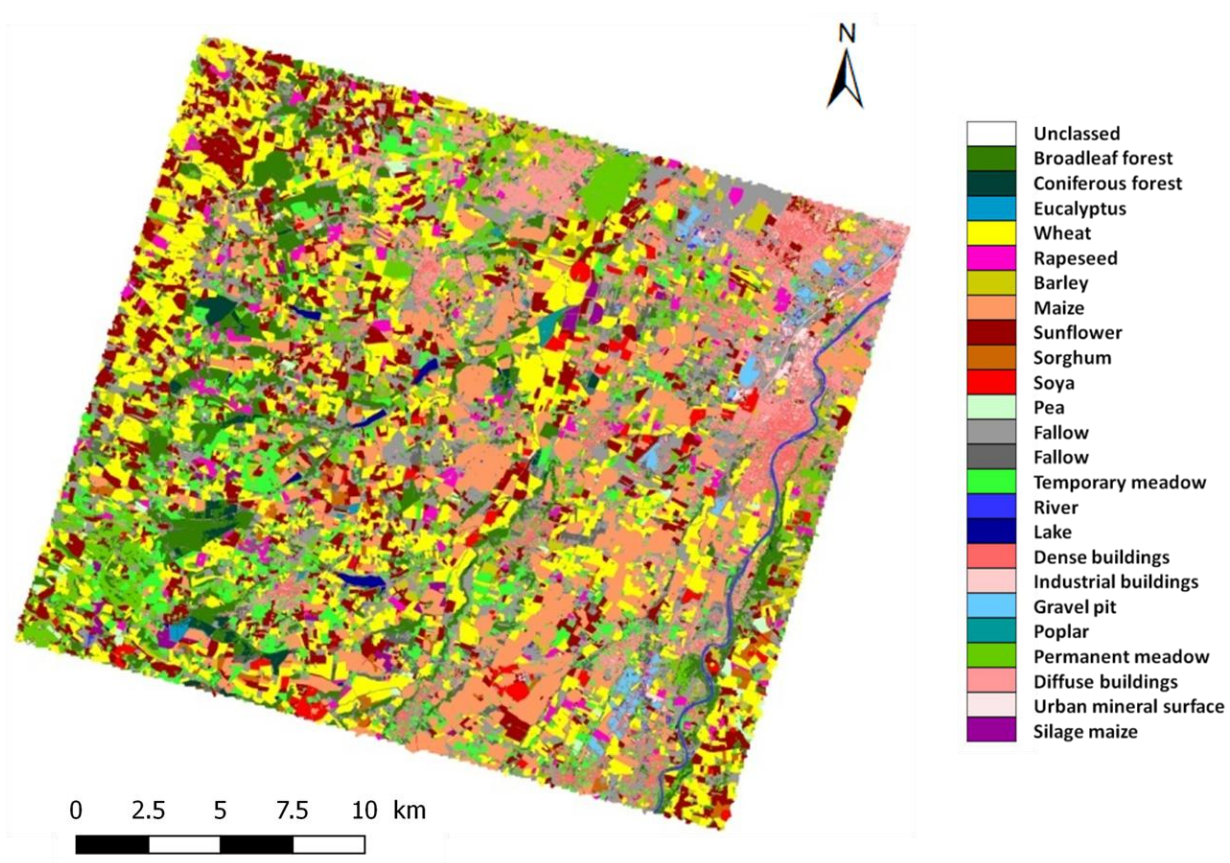 N
Unclassed
Broadleaf forest
Coniferous forest
Eucalyptus
Wheat
Rapeseed
Barley
Maize
Sunflower
Sorghum
Soya
Pea
Fallow
Fallow
Temporary meadow
River
Lake
Dense buildings
Industrial buildings
Gravel pit
Poplar
Permanent meadow
Diffuse buildings
Urban mineral surface
Silage maize
0 2.5 5 7.5 10 km